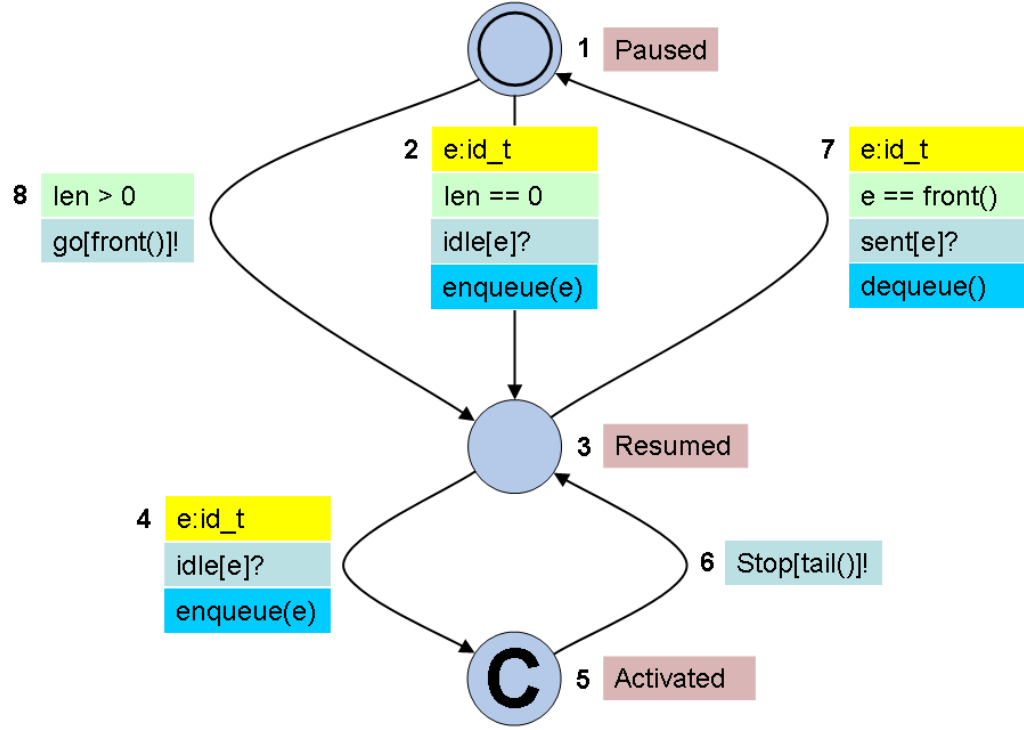 1 Paused
2 e:id_t
len == 0
idle[e]?
enqueue(e)
7 e:id_t
e == front()
sent[e]?
dequeue()
8 len > 0
go[front()]!
3 Resumed
4 e:id_t
idle[e]?
enqueue(e)
6 Stop[tail()]!
C
5 Activated